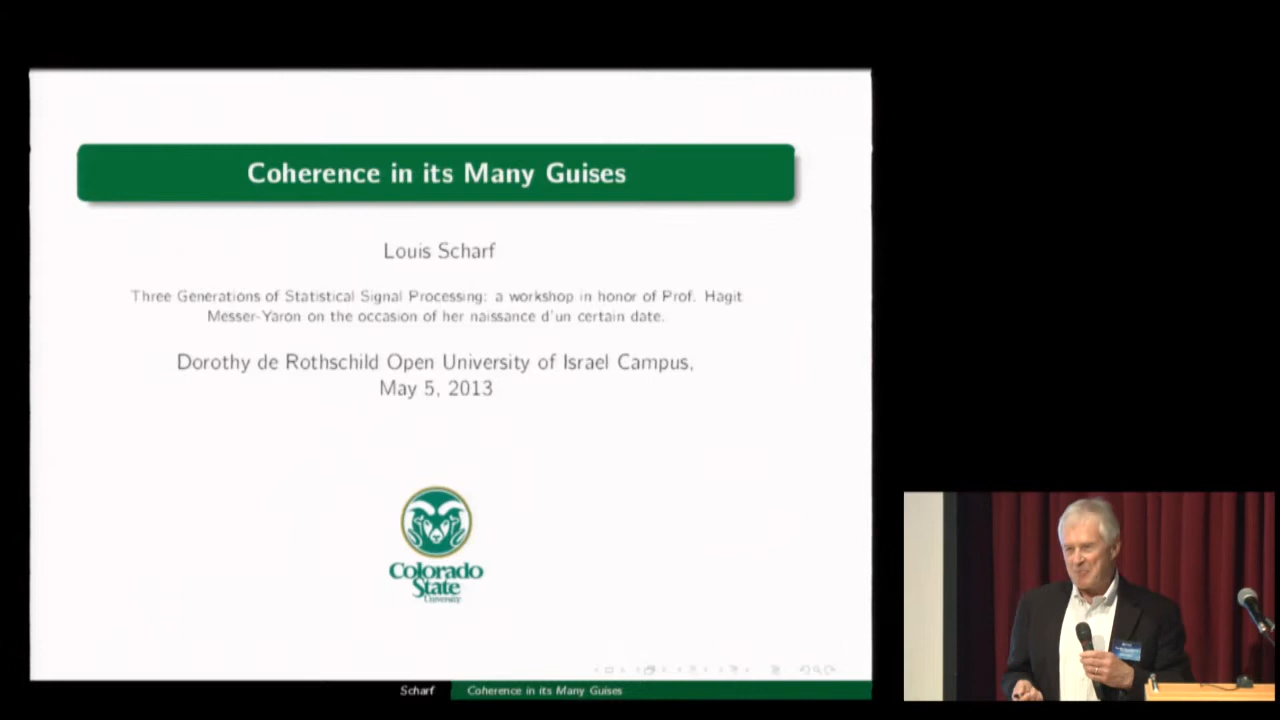 Coherence in its Many Guises
Louis Scharf
Three Generations of Statistical Signal Processing: a workshop in honor of Prof. Hagit
Messer-Yaron on the occasion of her naissance d'un certain date.
Dorothy de Rothschild Open University of Israel Campus,
May 5, 2013
Colorado
State
University
Scharf
Coherence in its Many Guises